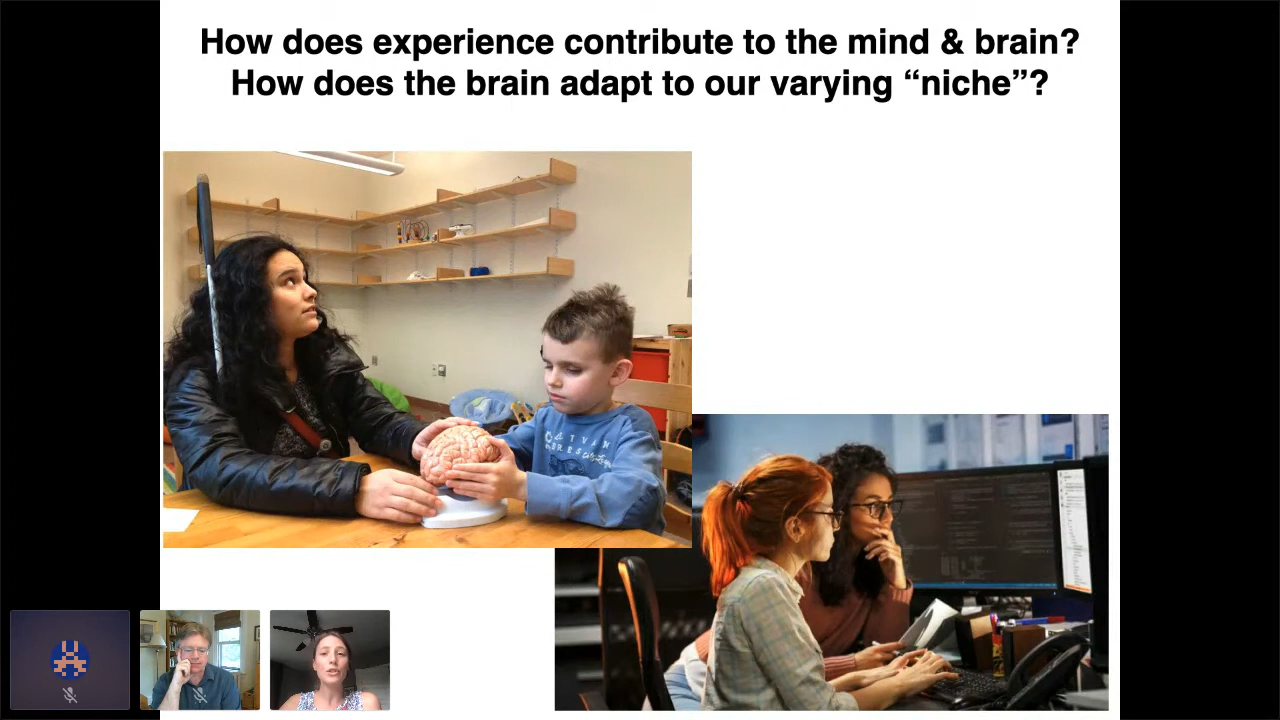 How does experience contribute to the mind & brain?
How does the brain adapt to our varying “niche”?